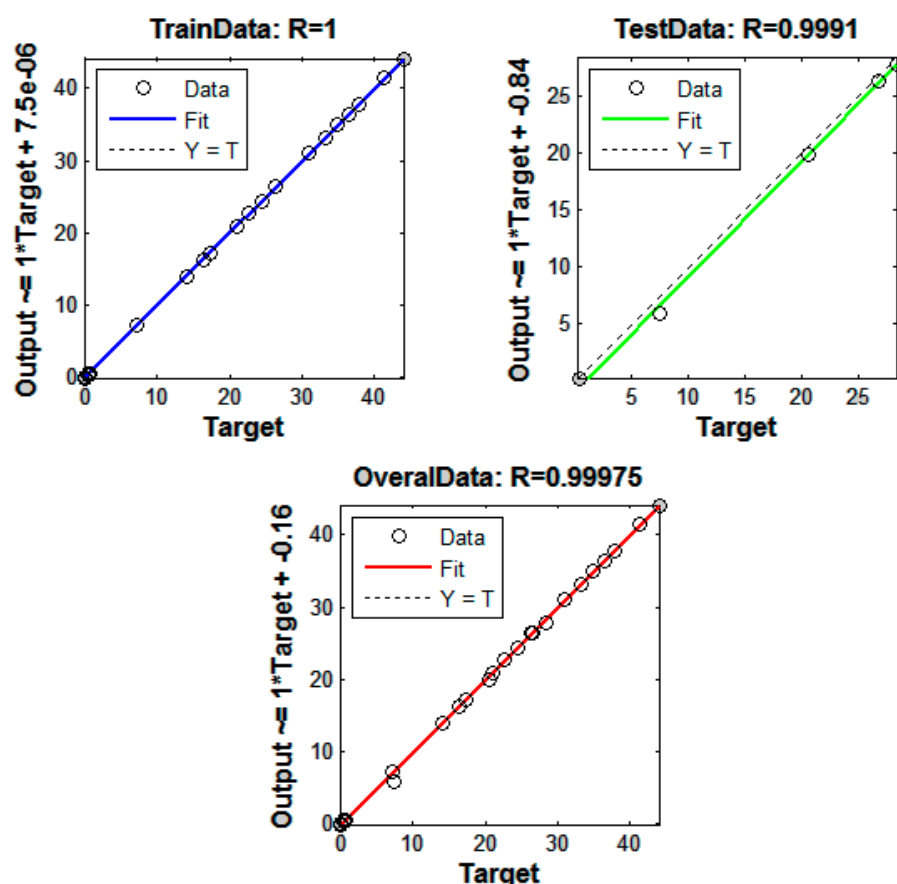 TrainData: R=1
Output ~= 1*Target + 7.5e-06
40
30
20
10
0
Data
Fit
Y = T
0
10
20
30
40
Target
TestData: R=0.9991
Output ~= 1*Target + -0.84
25
20
15
10
5
Data
Fit
Y = T
5
10
15
20
25
Target
OveralData: R=0.99975
Output ~= 1*Target + -0.16
40
30
20
10
0
Data
Fit
Y = T
0
10
20
30
40
Target